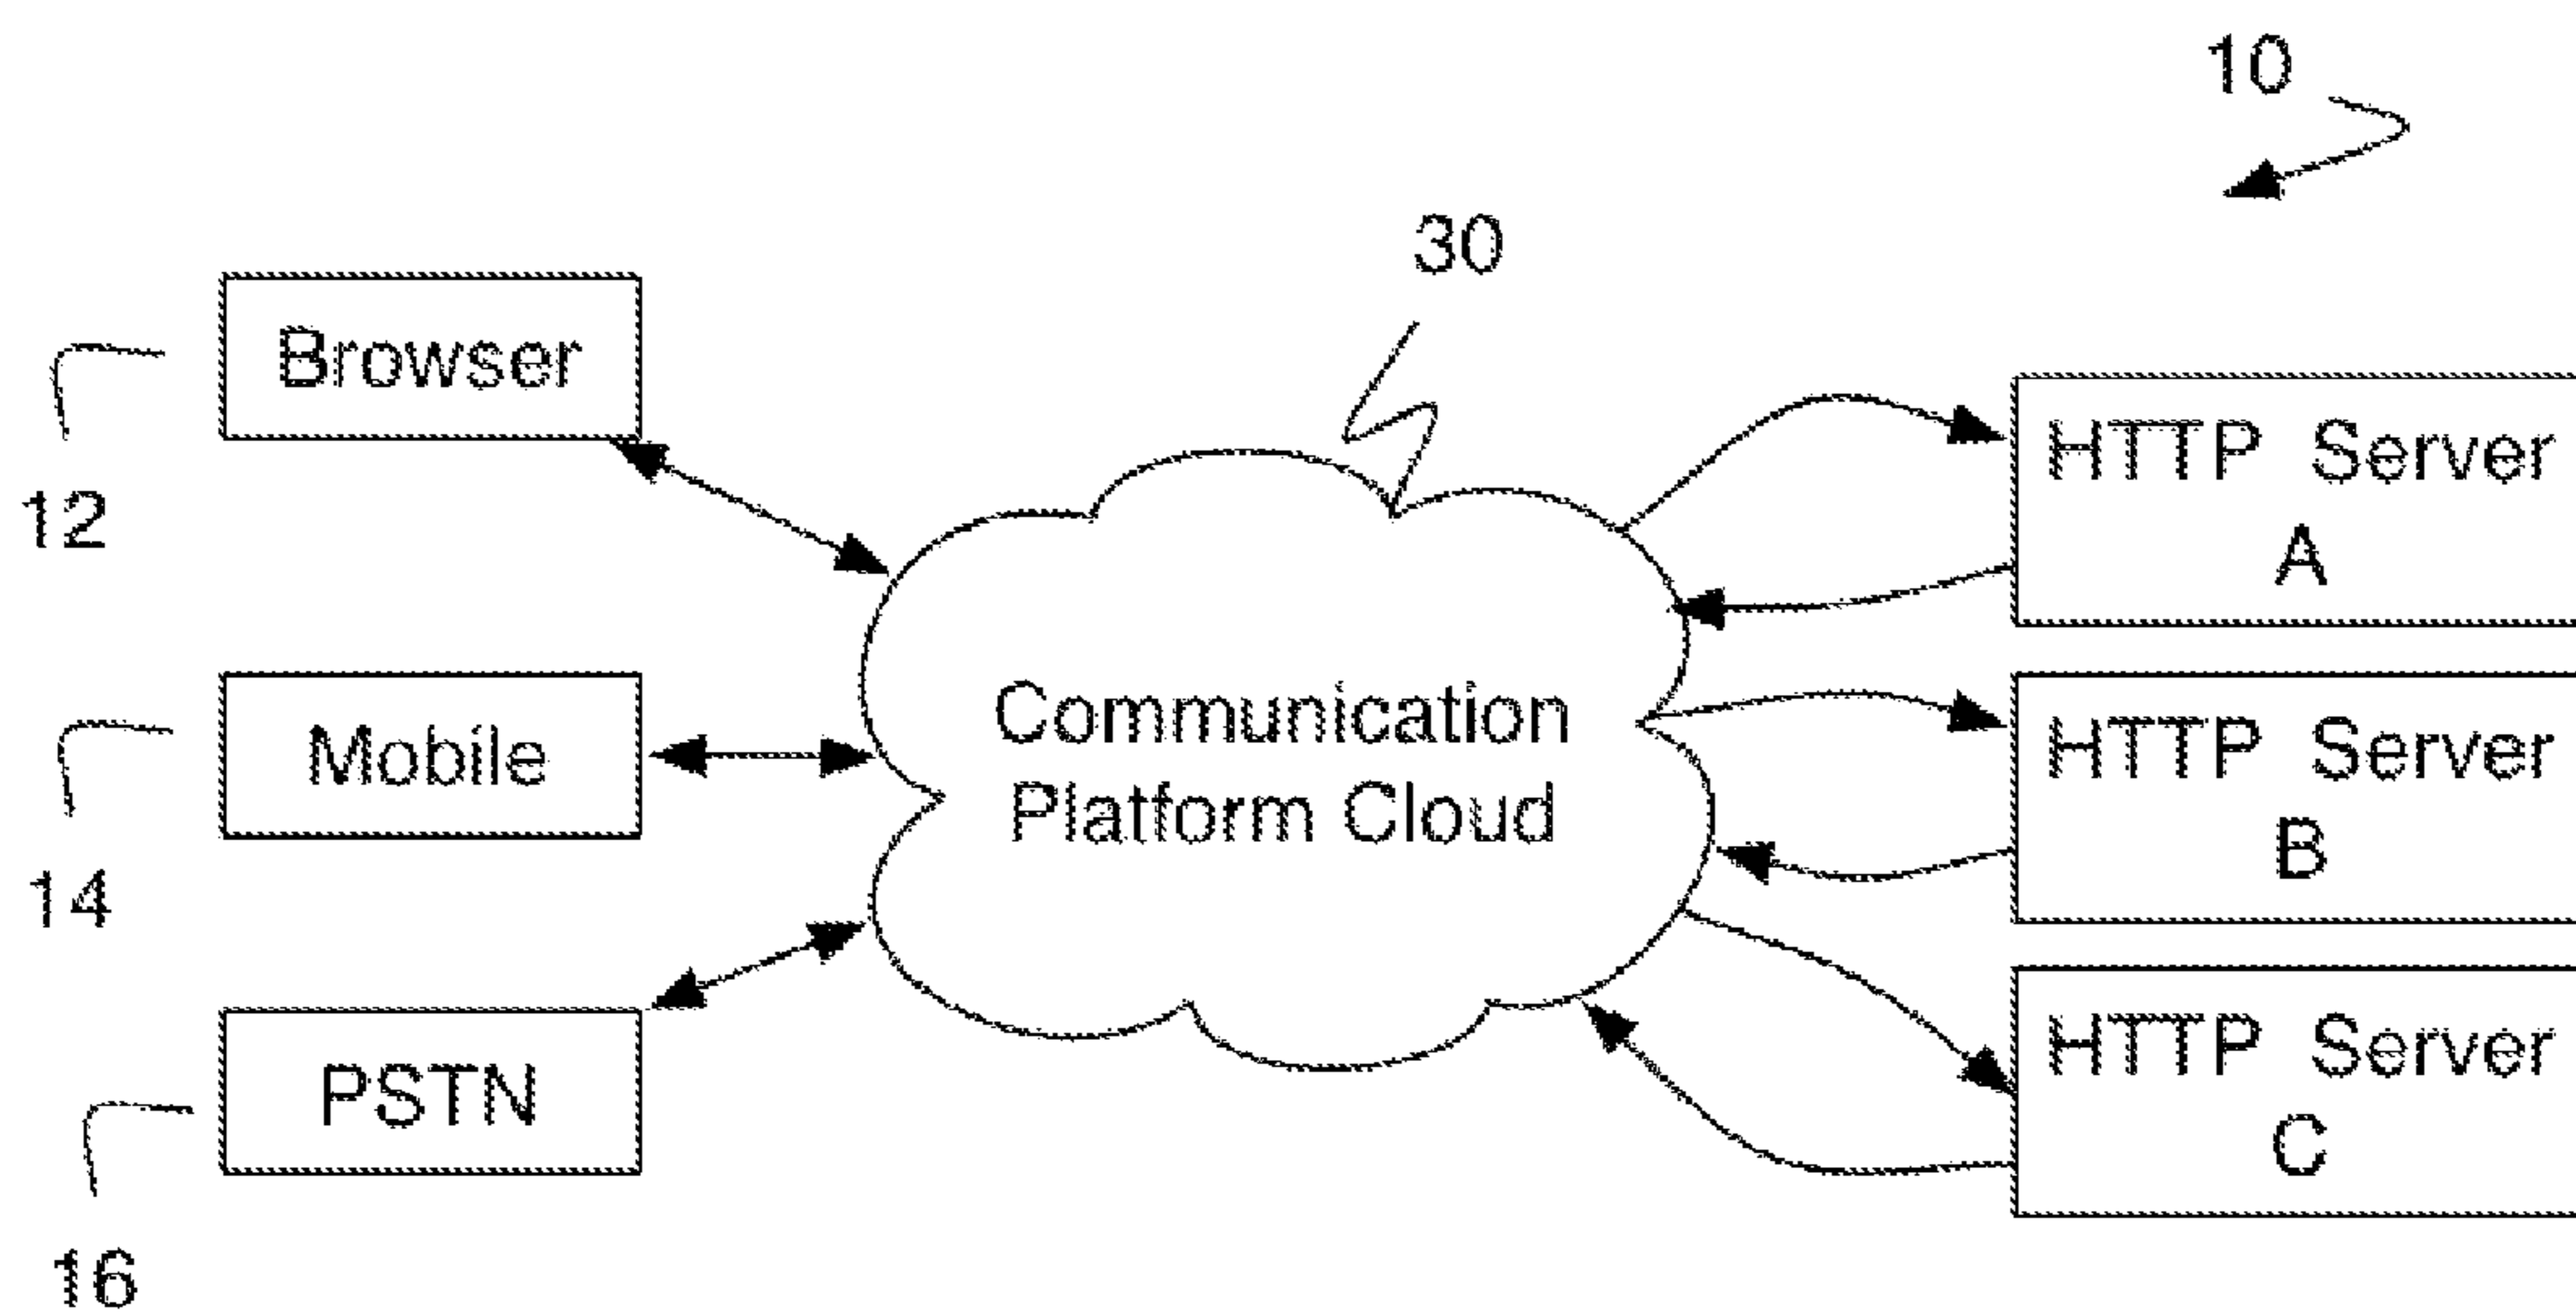 10
30
Browser
12
HTTP Server
A
Mobile
14
Communication
Platform Cloud
HTTP Server
B
PSTN
16
HTTP Server
C